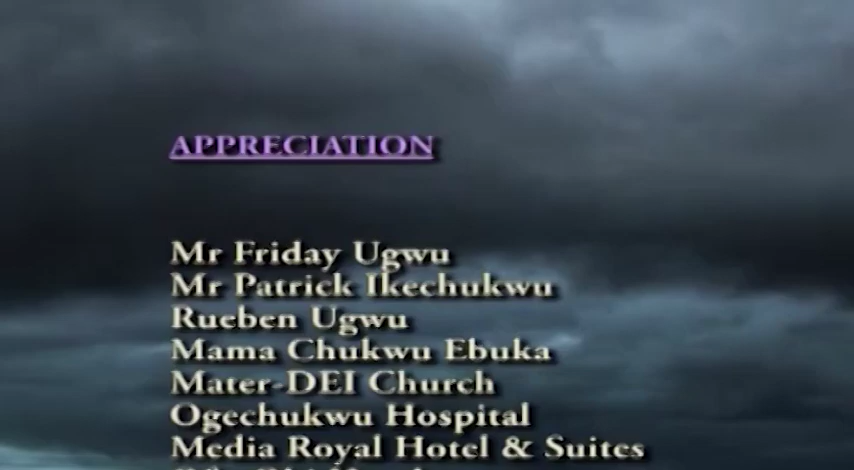 APPRECIATION
Mr Friday Ugwu
Mr Patrick Ikechukwu
Rueben Ugwu
Mama Chukwu Ebuka
Mater-DEI Church
Ogechukwu Hospital
Media Royal Hotel & Suites